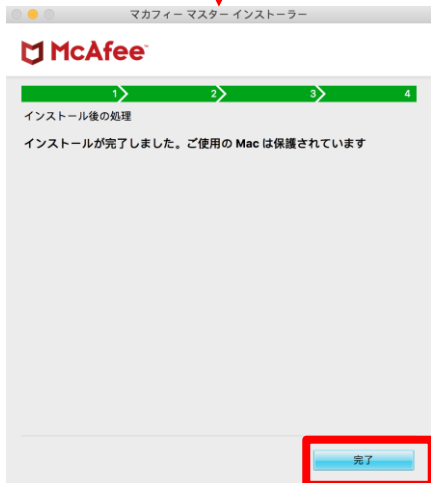 マカフィー マスター インストーラー
McAfee™
1 2 3 4
インストール後の処理
インストールが完了しました。ご使用の Mac は保護されています
完了